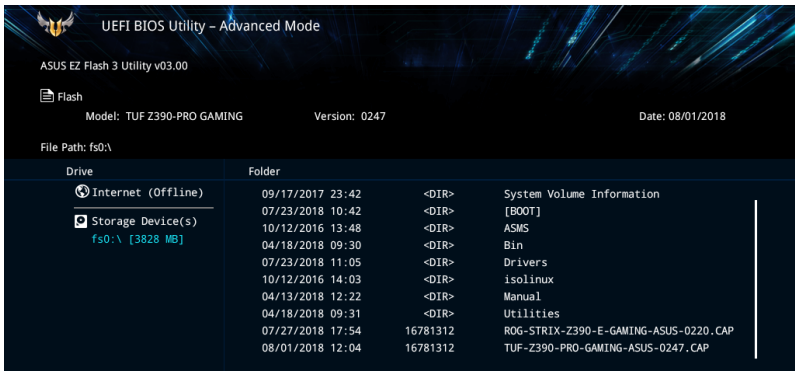 UEFI BIOS Utility – Advanced Mode
ASUS EZ Flash 3 Utility v03.00
Flash
Model: TUF Z390-PRO GAMING Version: 0247 Date: 08/01/2018
File Path: fs0:\
Drive Folder
Internet (Offline) 09/17/2017 23:42 <DIR> System Volume Information
07/23/2018 10:42 <DIR> [BOOT]
Storage Device(s) 10/12/2016 13:48 <DIR> ASMS
fs0:\ [3828 MB] 04/18/2018 09:30 <DIR> Bin
07/23/2018 11:05 <DIR> Drivers
10/12/2016 14:03 <DIR> isolinux
04/13/2018 12:22 <DIR> Manual
04/18/2018 09:31 <DIR> Utilities
07/27/2018 17:54 16781312 ROG-STRIX-Z390-E-GAMING-ASUS-0220.CAP
08/01/2018 12:04 16781312 TUF-Z390-PRO-GAMING-ASUS-0247.CAP